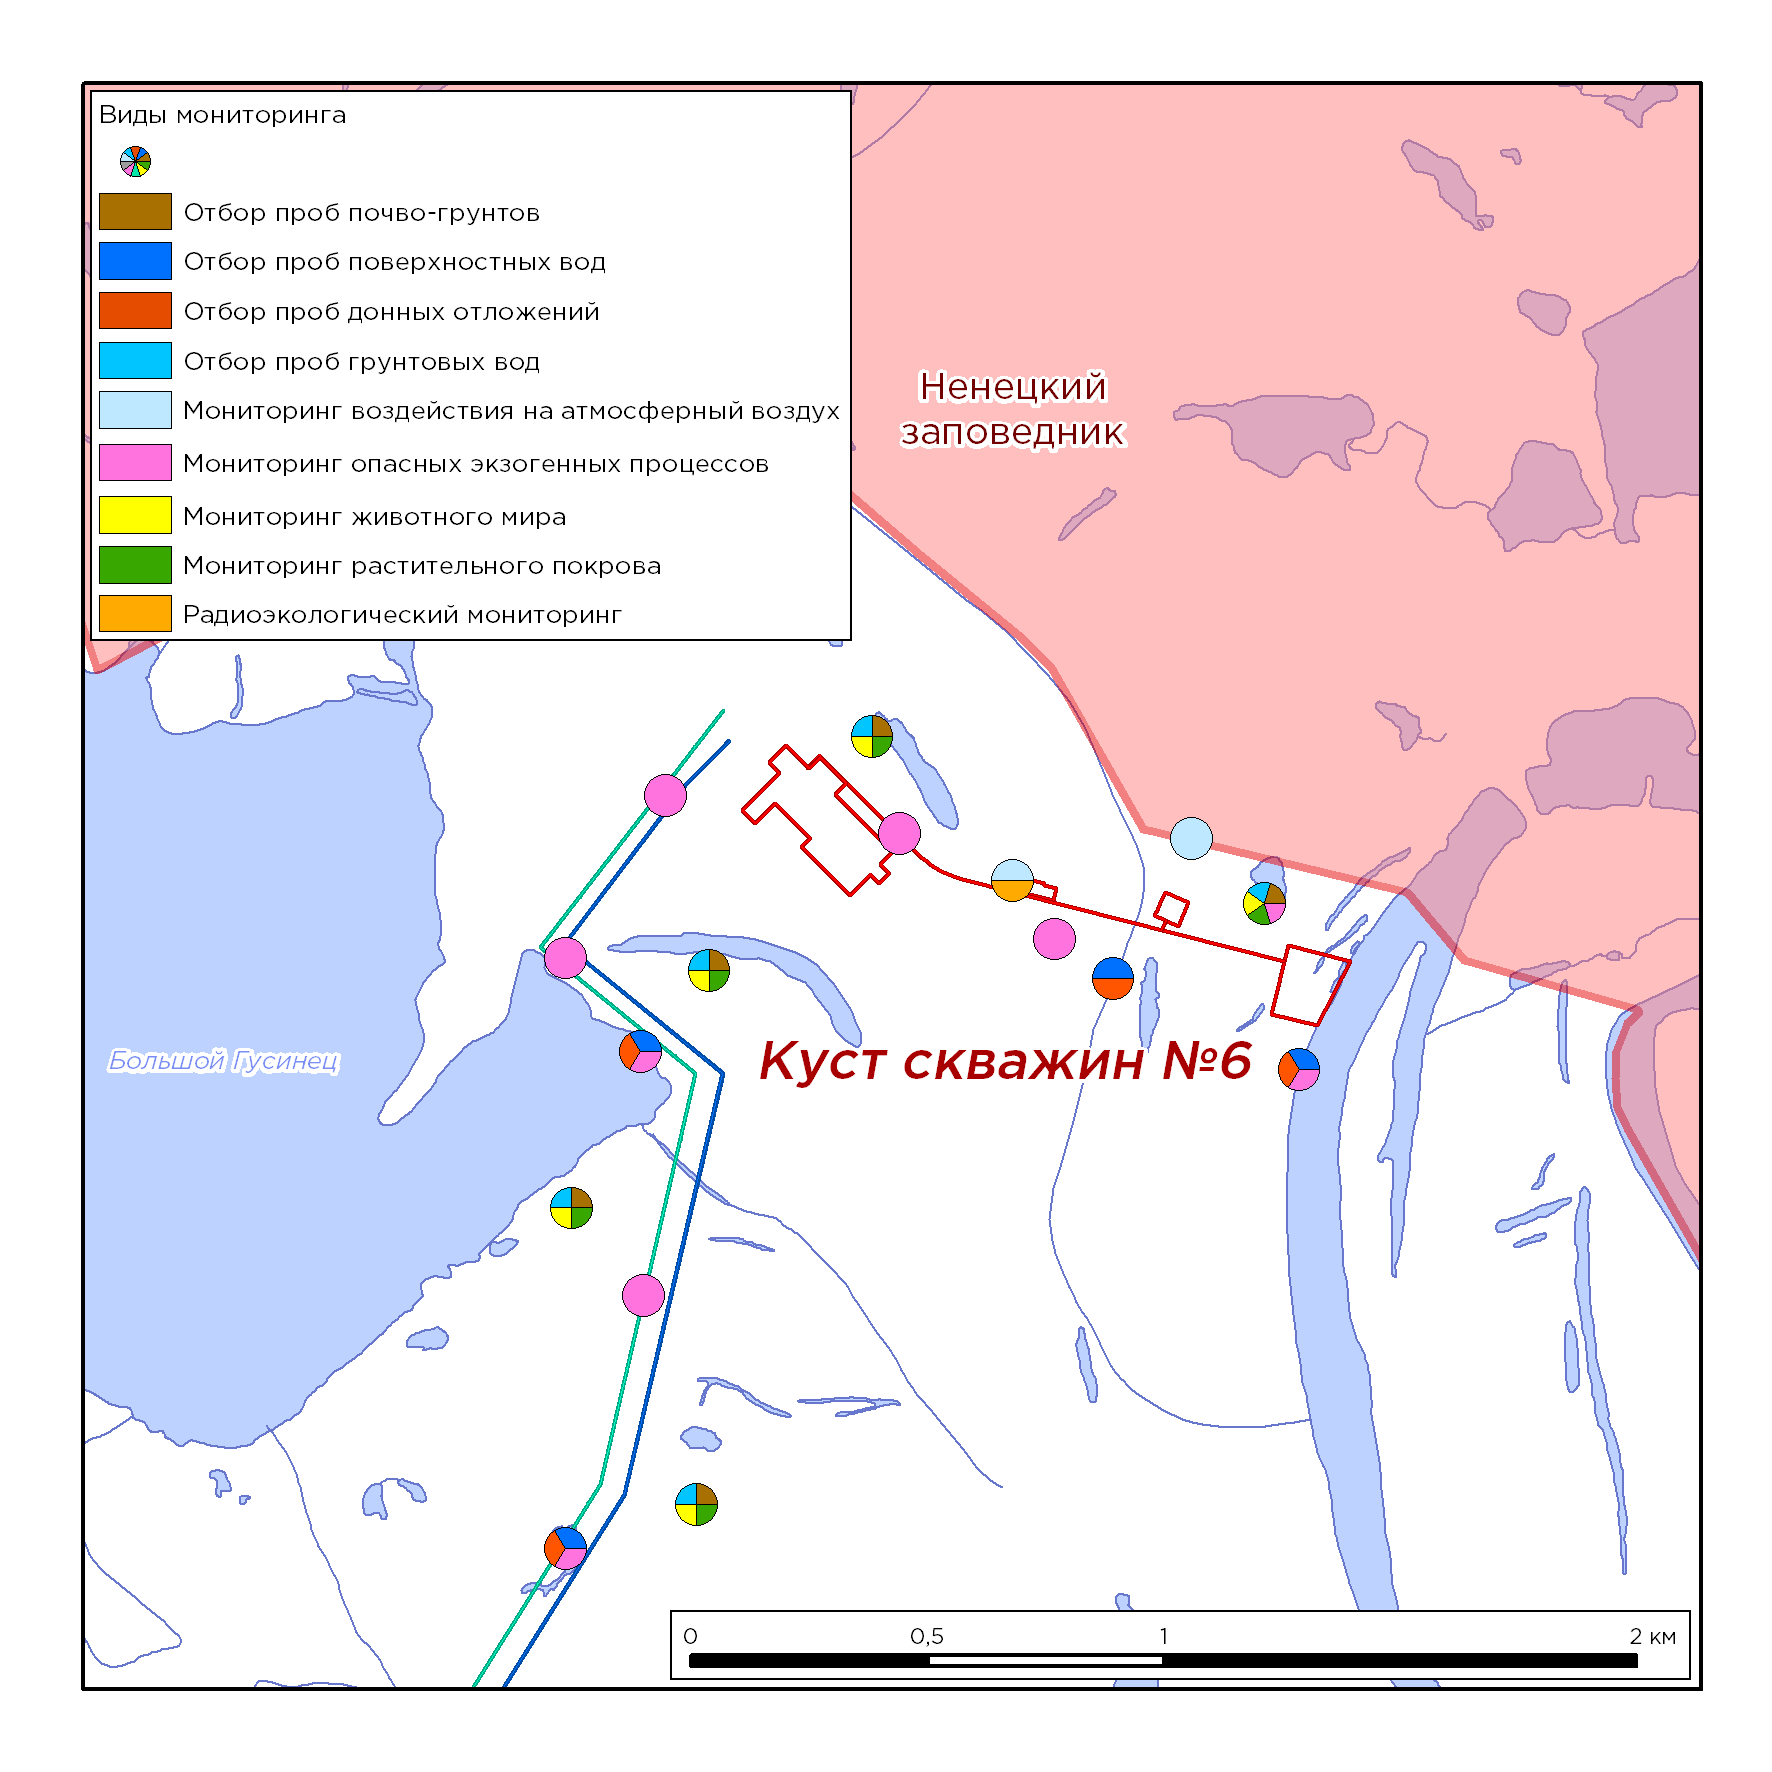 Виды мониторинга
Отбор проб почво-грунтов
Отбор проб поверхностных вод
Отбор проб донных отложений
Отбор проб грунтовых вод
Мониторинг воздействия на атмосферный воздух
Мониторинг опасных экзогенных процессов
Мониторинг животного мира
Мониторинг растительного покрова
Радиоэкологический мониторинг
Ненецкий
заповедник
Большой Гусинец
Куст скважин №6
0 0,5 1 2 км